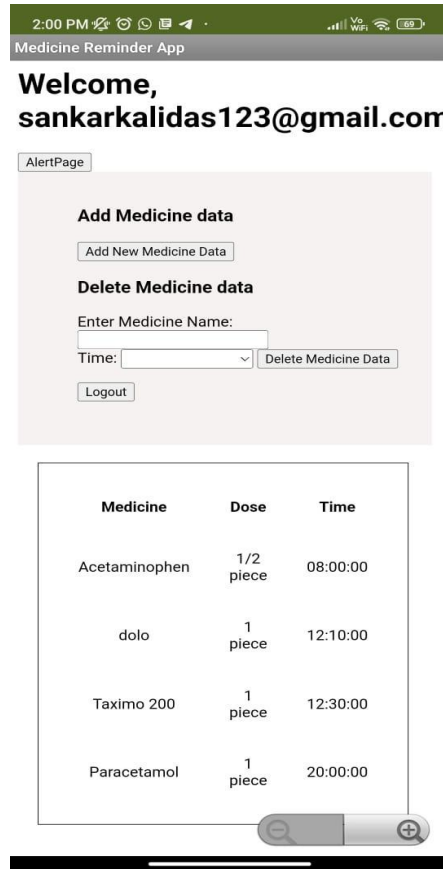 2:00 PM
Vo
WiFi
69
Medicine Reminder App
Welcome,
sankarkalidas123@gmail.com
AlertPage
Add Medicine data
Add New Medicine Data
Delete Medicine data
Enter Medicine Name:
Time: Delete Medicine Data
Logout
Medicine Dose Time
Acetaminophen 1/2 piece 08:00:00
dolo 1 piece 12:10:00
Taximo 200 1 piece 12:30:00
Paracetamol 1 piece 20:00:00